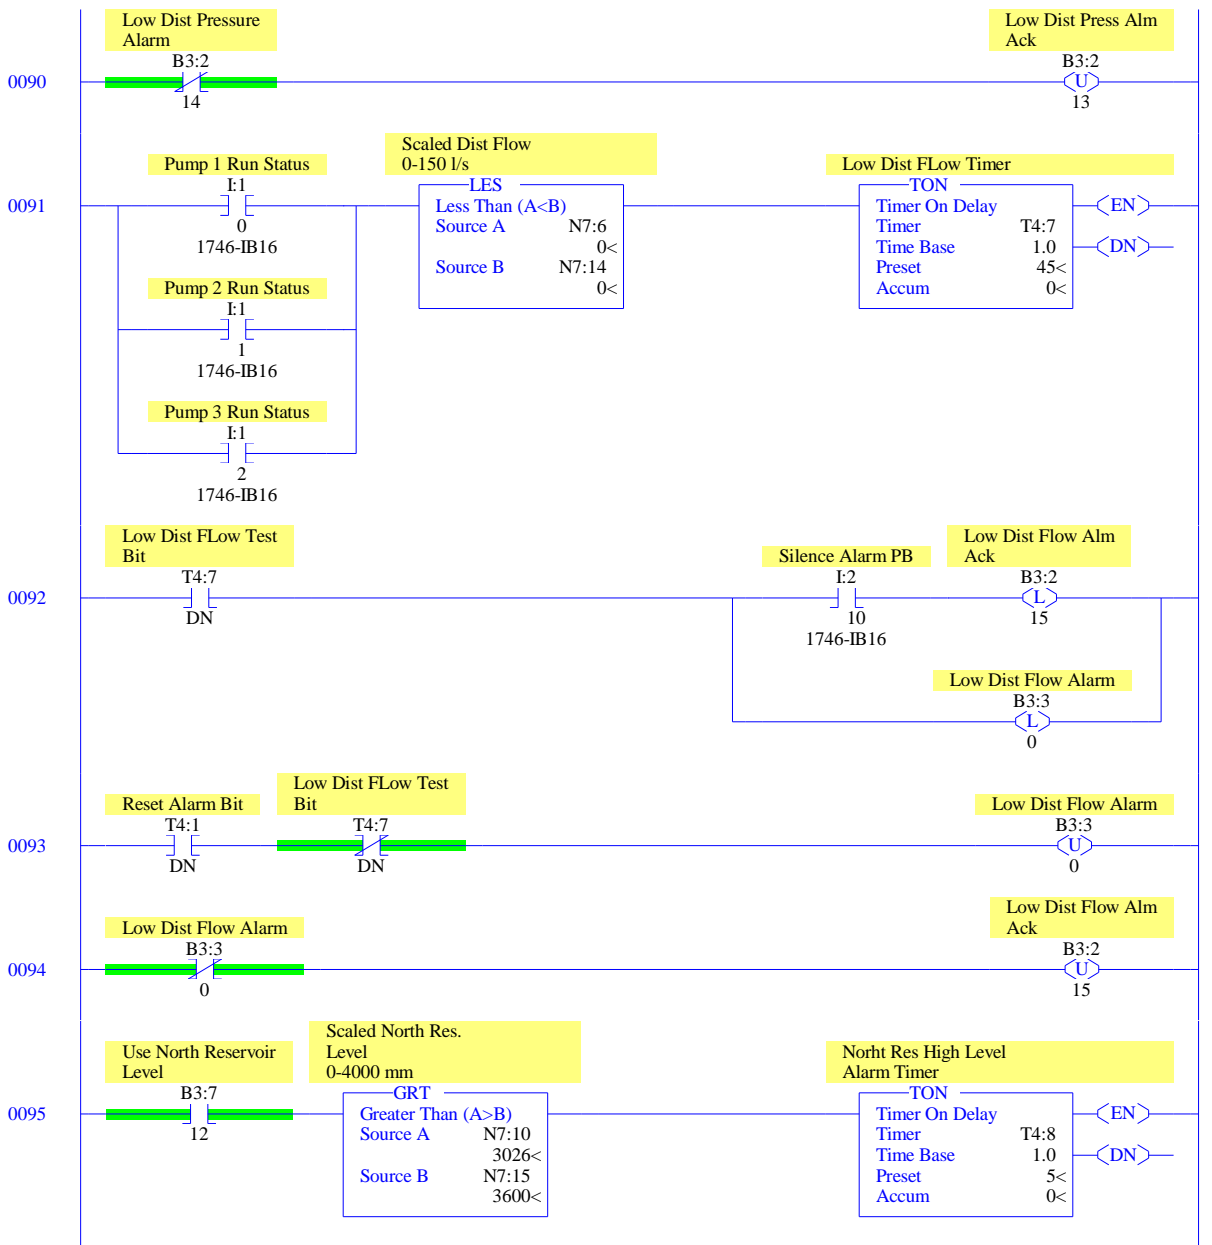 Low Dist Pressure
Alarm
B3:2
14
Low Dist Press Alm
Ack
B3:2
U
13
0090
Pump 1 Run Status
I:1
0
1746-IB16
Scaled Dist Flow
0-150 l/s
LES
Less Than (A<B)
Source A N7:6
0<
Source B N7:14
0<
Low Dist FLow Timer
TON
Timer On Delay
Timer T4:7
Time Base 1.0
Preset 45<
Accum 0<
EN
DN
0091
Pump 2 Run Status
I:1
1
1746-IB16
Pump 3 Run Status
I:1
2
1746-IB16
Low Dist FLow Test
Bit
T4:7
DN
0092
Silence Alarm PB
I:2
10
1746-IB16
Low Dist Flow Alm
Ack
B3:2
L
15
Low Dist Flow Alarm
B3:3
L
0
Reset Alarm Bit
T4:1
DN
Low Dist FLow Test
Bit
T4:7
DN
Low Dist Flow Alarm
B3:3
U
0
0093
Low Dist Flow Alarm
B3:3
0
Low Dist Flow Alm
Ack
B3:2
U
15
0094
Use North Reservoir
Level
B3:7
12
Scaled North Res.
Level
0-4000 mm
GRT
Greater Than (A>B)
Source A N7:10
3026<
Source B N7:15
3600<
Norht Res High Level
Alarm Timer
TON
Timer On Delay
Timer T4:8
Time Base 1.0
Preset 5<
Accum 0<
EN
DN
0095